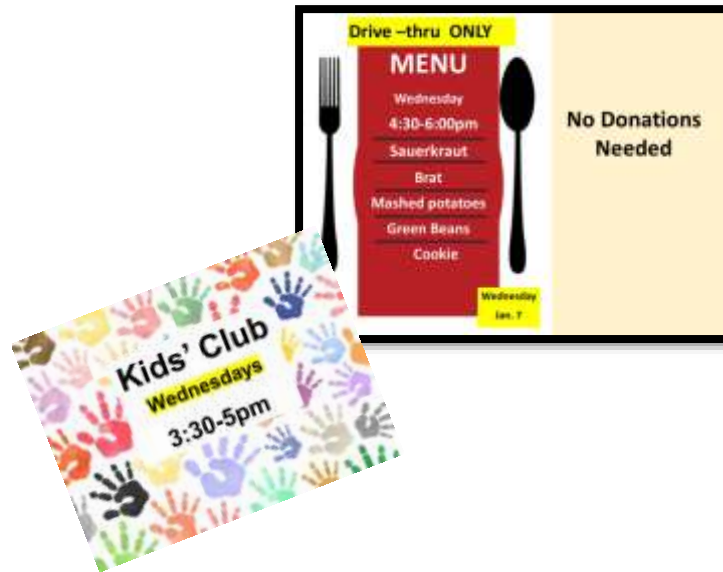 Drive –thru ONLY
MENU
Wednesday
4:30-6:00pm
Sauerkraut
Brat
Mashed potatoes
Green Beans
Cookie
Wednesday
Jan. 7
No Donations
Needed
Kids' Club
Wednesdays
3:30-5pm